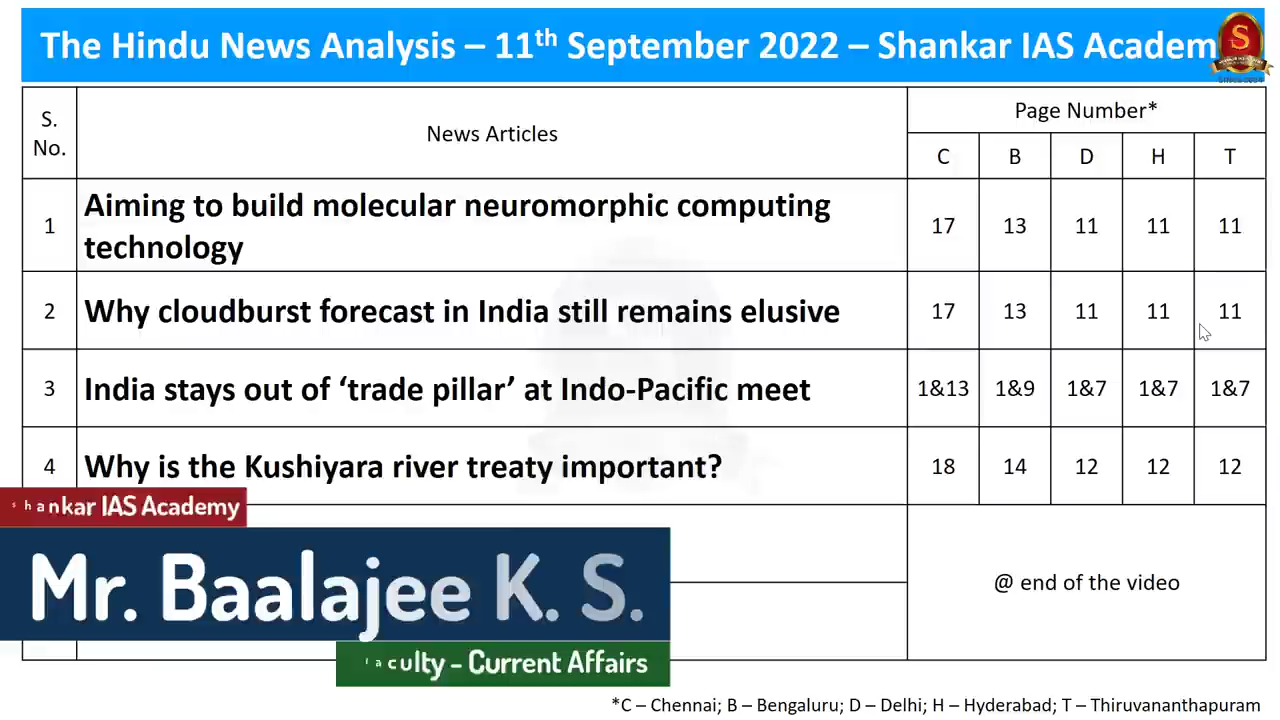 The Hindu News Analysis – 11th September 2022 – Shankar IAS Academ
S
S. No.
News Articles
Page Number*
C B D H T
1 Aiming to build molecular neuromorphic computing technology 17 13 11 11 11
2 Why cloudburst forecast in India still remains elusive 17 13 11 11 11
3 India stays out of ‘trade pillar’ at Indo-Pacific meet 1&13 1&9 1&7 1&7 1&7
4 Why is the Kushiyara river treaty important? 18 14 12 12 12
Shankar IAS Academy
Mr. Baalajee K. S.
Faculty – Current Affairs
@ end of the video
*C – Chennai; B – Bengaluru; D – Delhi; H – Hyderabad; T – Thiruvananthapuram